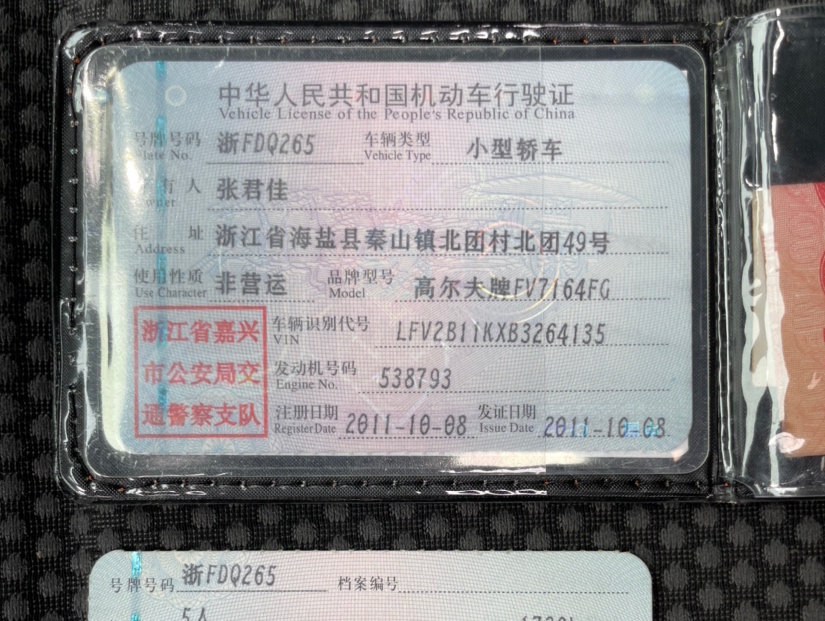 中华人民共和国机动车行驶证
Vehicle License of the People's Republic of China
号牌号码 浙FDQ265 车辆类型 小型轿车
Plate No. Vehicle Type
有人 张君佳
Owner
住 址 浙江省海盐县秦山镇北团村北团49号
Address
使用性质 非营运 品牌型号 高尔夫牌FV7164FG
Use Character Model
浙江省嘉兴
市公安局交
通警察支队
车辆识别代号 LFV2B11KXB3264135
VIN
发动机号码 538793
Engine No.
注册日期 2011-10-08 发证日期 2011-10-08
Register Date Issue Date
号牌号码 浙FDQ265 档案编号
5人